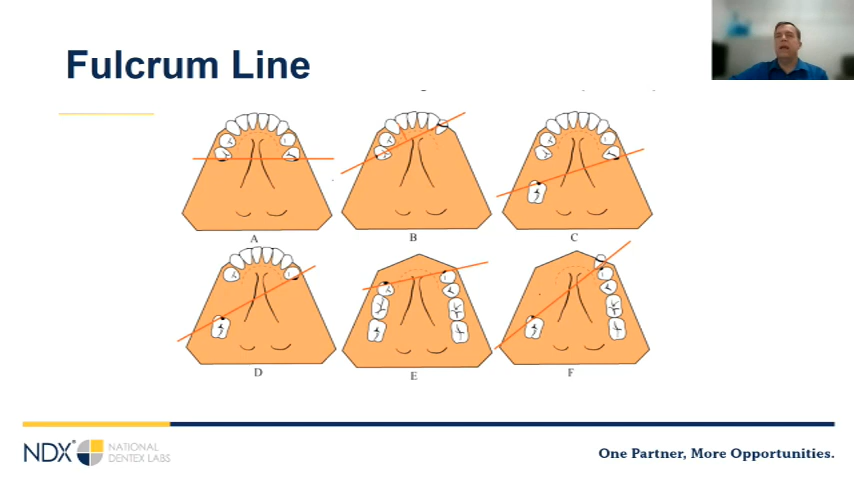 Fulcrum Line
A
B
C
D
E
F
NDX
NATIONAL
DENTEX LABS
One Partner, More Opportunities.